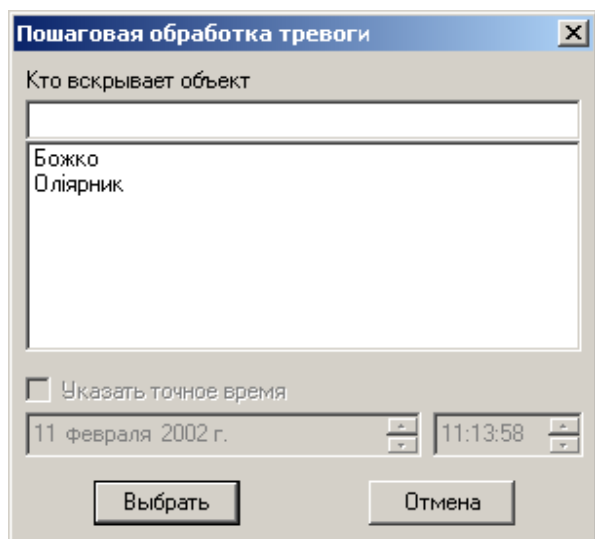 Пошаговая обработка тревоги
Кто вскрывает объект
Божко
Оліярник
Указать точное время
11 февраля 2002 г.
11:13:58
Выбрать
Отмена